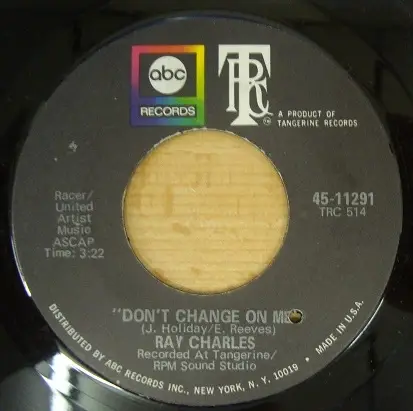 abc
RECORDS
TRC
A PRODUCT OF
TANGERINE RECORDS
Racer/
United
Artist
Music
ASCAP
Time: 3:22
45-11291
TRC 514
"DON'T CHANGE ON ME
(J. Holiday/E. Reeves)
RAY CHARLES
Recorded At Tangerine/
RPM Sound Studio
DISTRIBUTED BY ABC RECORDS INC., NEW YORK, N. Y. 10019 • MADE IN U.S.A.